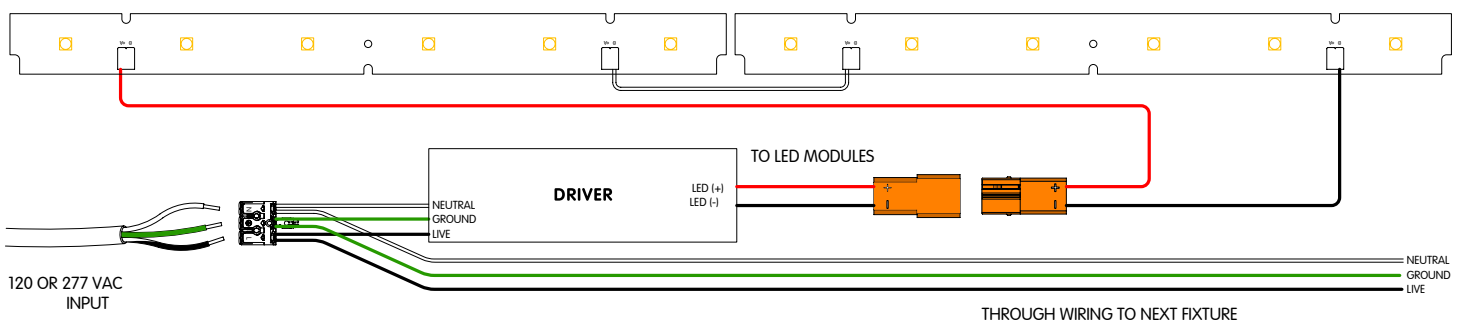 TO LED MODULES
DRIVER
LED (+)
LED (-)
NEUTRAL
GROUND
LIVE
+
+
N
L
120 OR 277 VAC
INPUT
NEUTRAL
GROUND
LIVE
THROUGH WIRING TO NEXT FIXTURE